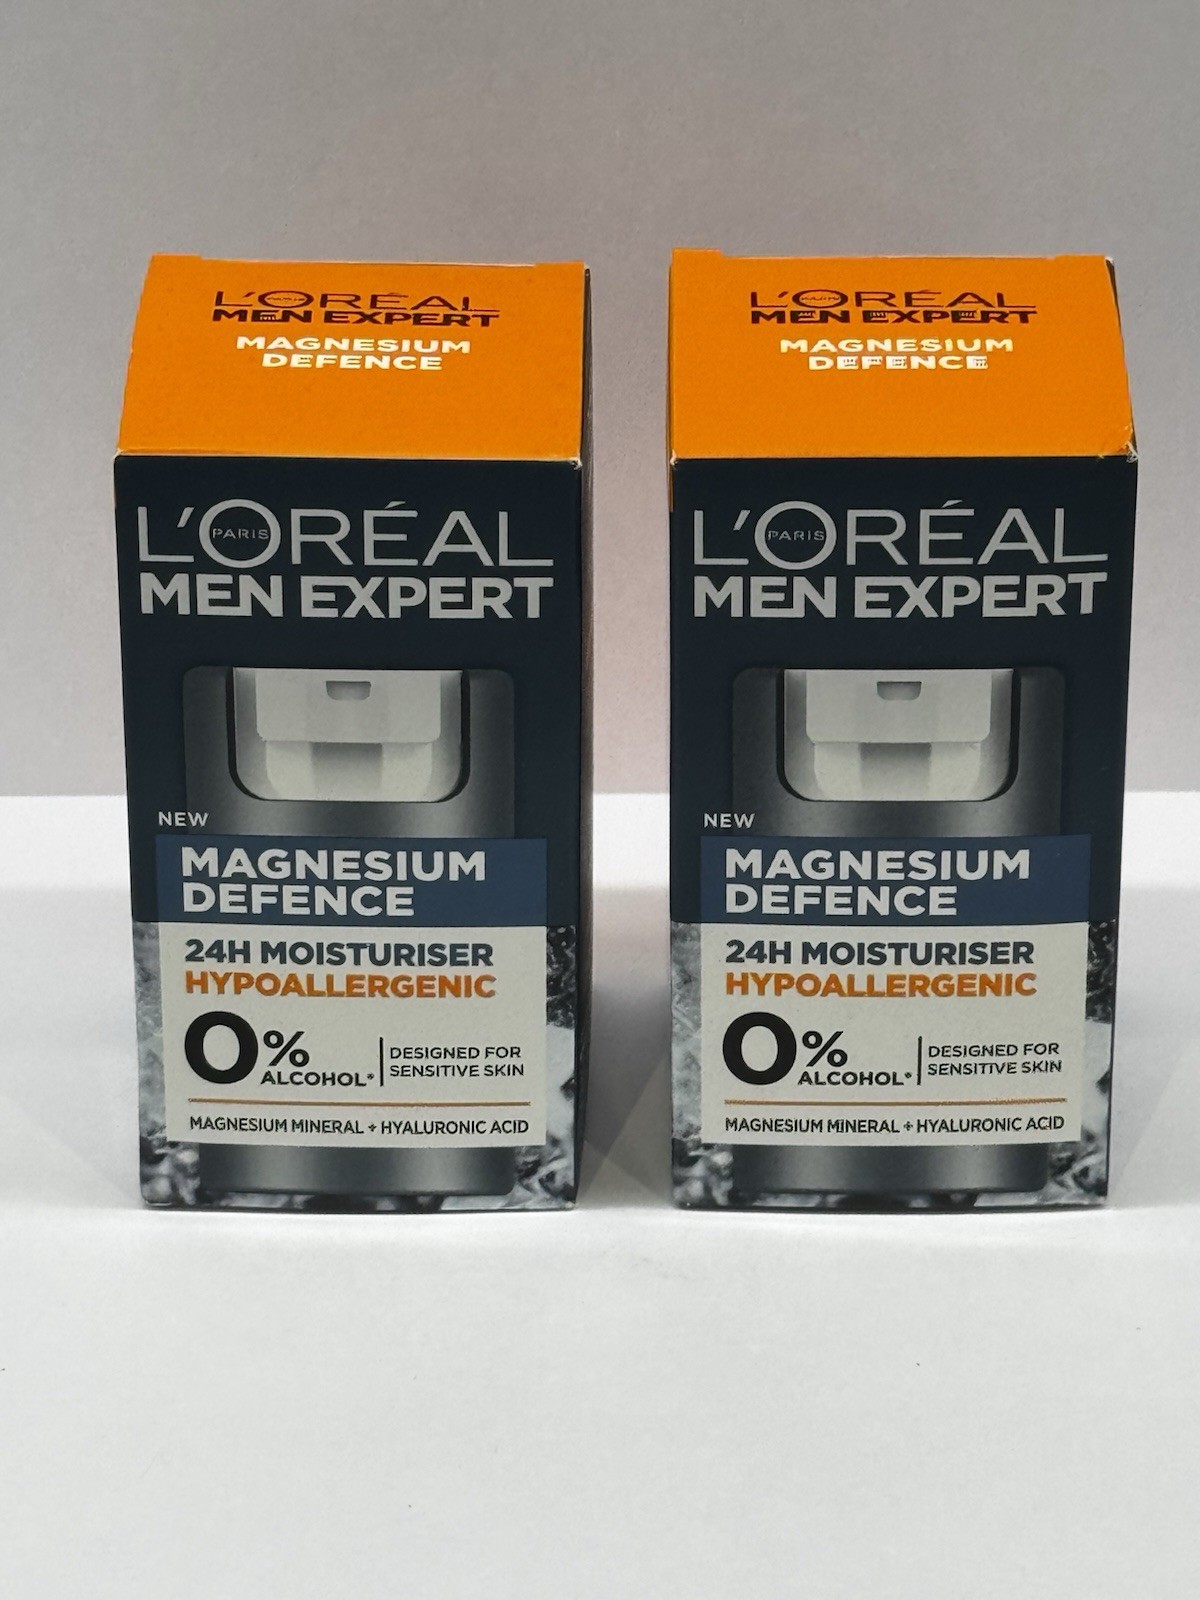 L'ORÉAL
PARIS
MEN EXPERT
MAGNESIUM
DEFENCE
L'ORÉAL
PARIS
MEN EXPERT
NEW
MAGNESIUM
DEFENCE
24H MOISTURISER
HYPOALLERGENIC
0% ALCOHOL*
DESIGNED FOR
SENSITIVE SKIN
MAGNESIUM MINERAL + HYALURONIC ACID
L'ORÉAL
MEN EXPERT
MAGNESIUM
DEFENCE
L'ORÉAL
PARIS
MEN EXPERT
NEW
MAGNESIUM
DEFENCE
24H MOISTURISER
HYPOALLERGENIC
0% ALCOHOL*
DESIGNED FOR
SENSITIVE SKIN
MAGNESIUM MINERAL + HYALURONIC ACID